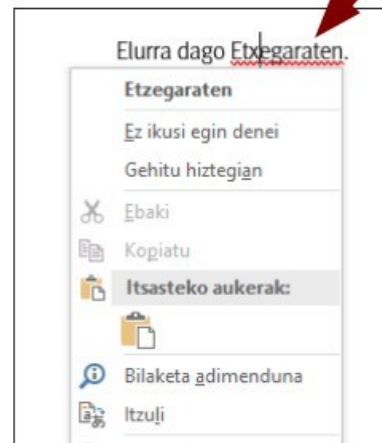 Elurra dago Etxegaraten.
Etzegaraten
Ez ikusi egin denei
Gehitu hiztegian
Ebaki
Kopiatu
Itsasteko aukerak:
Bilaketa adimenduna
Itzuli